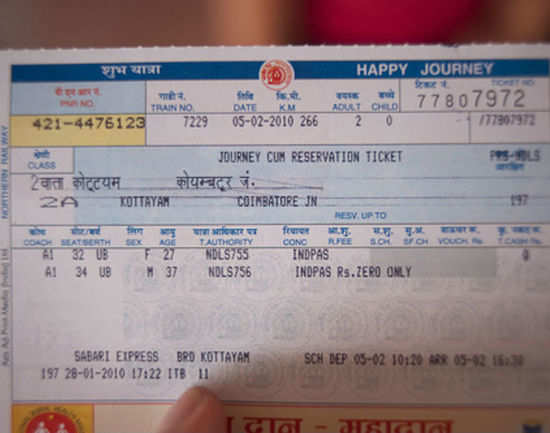 शुभ यात्रा HAPPY JOURNEY
पी एन आर नं. गाडी नं. तिथि कि.मी. वयस्क बच्चे टिकट नं. TICKET NO.
PNR NO. TRAIN NO. DATE K.M ADULT CHILD 77807972
421-4476123 7229 05-02-2010 266 2 0 /77807972
श्रेणी
CLASS JOURNEY CUM RESERVATION TICKET
आरक्षित
2वाता कोट्टयम कोयम्बटूर जं.
2A KOTTAYAM COIMBATORE JN 197
RESV. UP TO
कोच सीट/बर्थ लिंग आयु यात्रा अधिकार पत्र रियायत आ.शु. सु.अ.
COACH SEAT/BERTH SEX AGE T.AUTHORITY CONC R.FEE S.CH. SF.CH VOUCH. Rs. T.CASH Rs.
A1 32 UB F 27 NDLS755 INDPAS 0
A1 34 UB M 37 NDLS756 INDPAS Rs.ZERO ONLY
SABARI EXPRESS BRD KOTTAYAM SCH DEP 05-02 10:20 ARR 05-02 16:30
197 28-01-2010 17:22 ITB 11
दान - महादान
NORTHERN RAILWAY